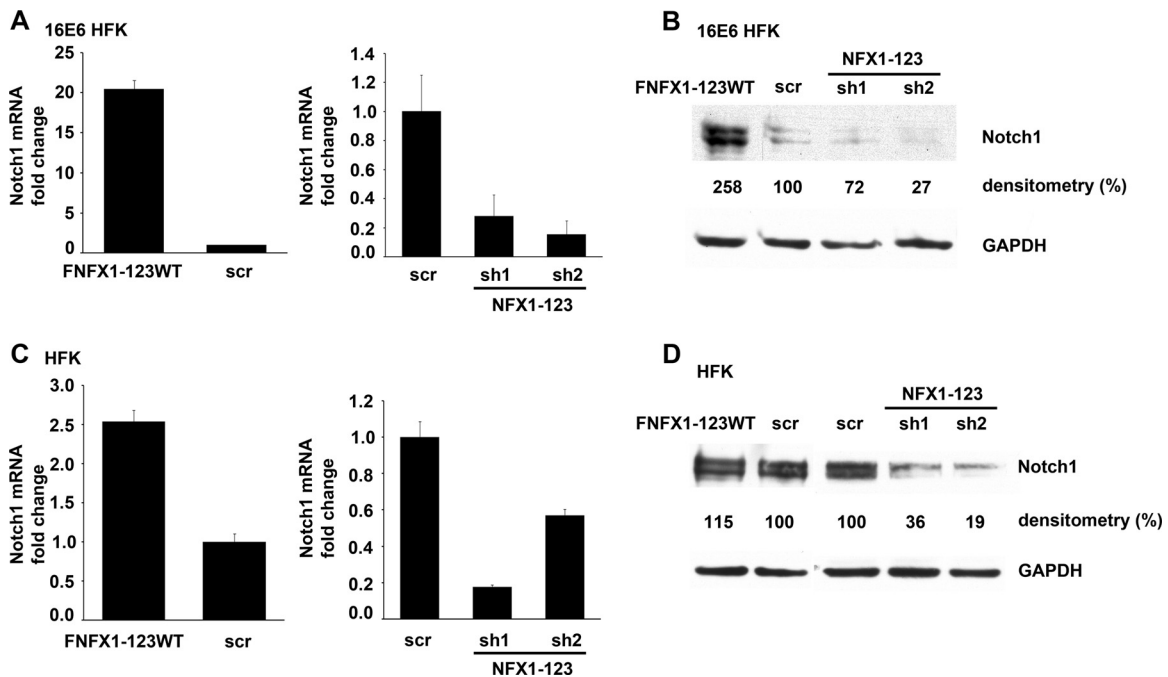 A
16E6 HFK
Notch1 mRNA
fold change
25
20
15
10
5
0
FNFX1-123WT scr
Notch1 mRNA
fold change
1.4
1.2
1.0
0.8
0.6
0.4
0.2
0.0
scr sh1 sh2
NFX1-123
B
16E6 HFK
NFX1-123
FNFX1-123WT scr sh1 sh2
Notch1
258 100 72 27 densitometry (%)
GAPDH
C
HFK
Notch1 mRNA
fold change
3.0
2.5
2.0
1.5
1.0
0.5
0.0
FNFX1-123WT scr
Notch1 mRNA
fold change
1.2
1.0
0.8
0.6
0.4
0.2
0.0
scr sh1 sh2
NFX1-123
D
HFK
NFX1-123
FNFX1-123WT scr scr sh1 sh2
Notch1
115 100 100 36 19 densitometry (%)
GAPDH